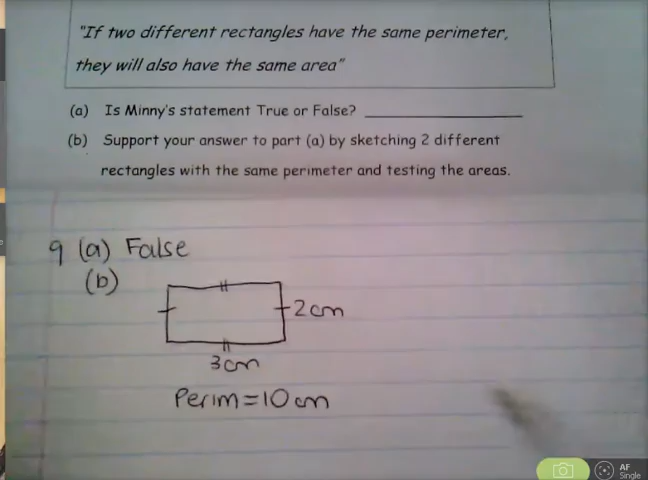 "If two different rectangles have the same perimeter,
they will also have the same area"
(a) Is Minny's statement True or False?
(b) Support your answer to part (a) by sketching 2 different
rectangles with the same perimeter and testing the areas.
9 (a) False
(b)
2cm
3cm
Perim=10cm
AF
Single